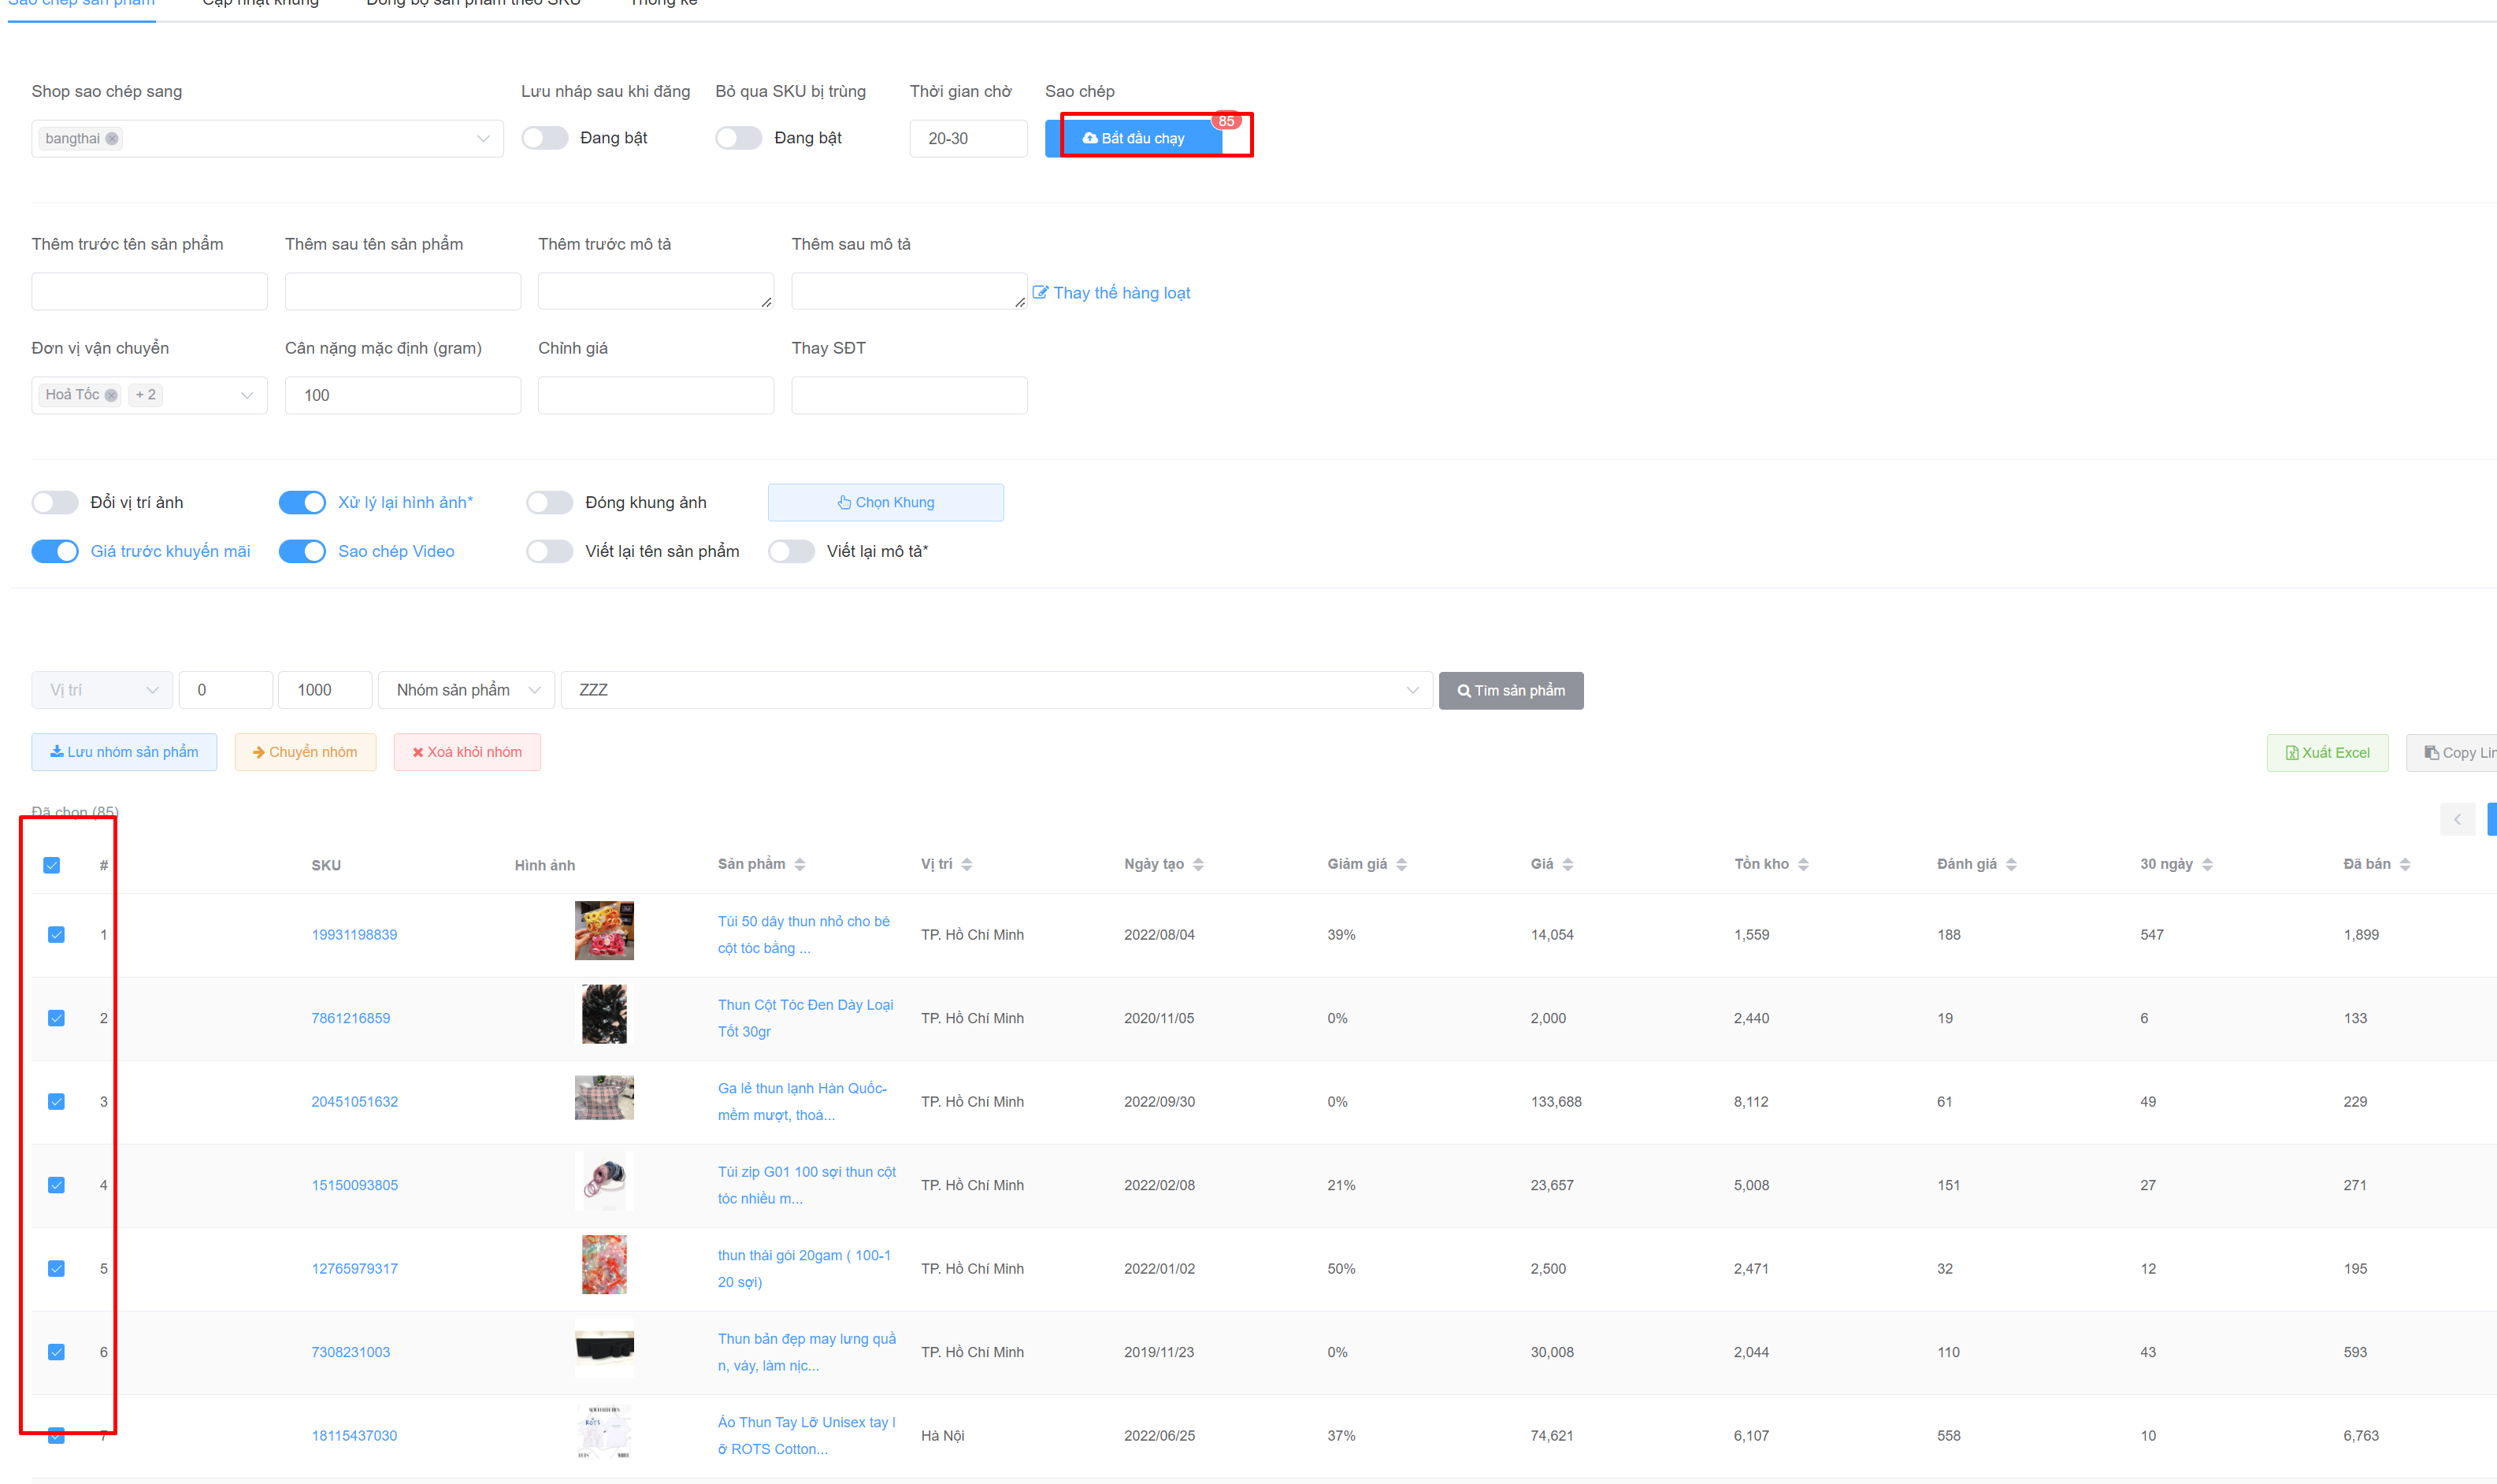 Sao chép sản phẩm Cập nhật khung Đồng bộ sản phẩm theo SKU Thống kê
Shop sao chép sang Lưu nháp sau khi đăng Bỏ qua SKU bị trùng Thời gian chờ Sao chép
bangthai Đang bật Đang bật 20-30 Bắt đầu chạy 85
Thêm trước tên sản phẩm Thêm sau tên sản phẩm Thêm trước mô tả Thêm sau mô tả
Thay thế hàng loạt
Đơn vị vận chuyển Cân nặng mặc định (gram) Chỉnh giá Thay SĐT
Hoả Tốc + 2 100
Đổi vị trí ảnh Xử lý lại hình ảnh* Đóng khung ảnh Chọn Khung
Giá trước khuyến mãi Sao chép Video Viết lại tên sản phẩm Viết lại mô tả*
Vị trí 0 1000 Nhóm sản phẩm ZZZ Tìm sản phẩm
Lưu nhóm sản phẩm Chuyển nhóm Xoá khỏi nhóm Xuất Excel Copy Lin
Đã chọn (85)
# SKU Hình ảnh Sản phẩm Vị trí Ngày tạo Giảm giá Giá Tồn kho Đánh giá 30 ngày Đã bán
1 19931198839 Túi 50 dây thun nhỏ cho bé TP. Hồ Chí Minh 2022/08/04 39% 14,054 1,559 188 547 1,899
cột tóc bằng ...
2 7861216859 Thun Cột Tóc Đen Dày Loại TP. Hồ Chí Minh 2020/11/05 0% 2,000 2,440 19 6 133
Tốt 30gr
3 20451051632 Ga lẻ thun lạnh Hàn Quốc- TP. Hồ Chí Minh 2022/09/30 0% 133,688 8,112 61 49 229
mềm mượt, thoá...
4 15150093805 Túi zip G01 100 sợi thun cột TP. Hồ Chí Minh 2022/02/08 21% 23,657 5,008 151 27 271
tóc nhiều m...
5 12765979317 thun thái gói 20gam ( 100-1 TP. Hồ Chí Minh 2022/01/02 50% 2,500 2,471 32 12 195
20 sợi)
6 7308231003 Thun bản đẹp may lưng quầ TP. Hồ Chí Minh 2019/11/23 0% 30,008 2,044 110 43 593
n, váy, làm nịc...
7 18115437030 Áo Thun Tay Lỡ Unisex tay l Hà Nội 2022/06/25 37% 74,621 6,107 558 10 6,763
ỡ ROTS Cotton...